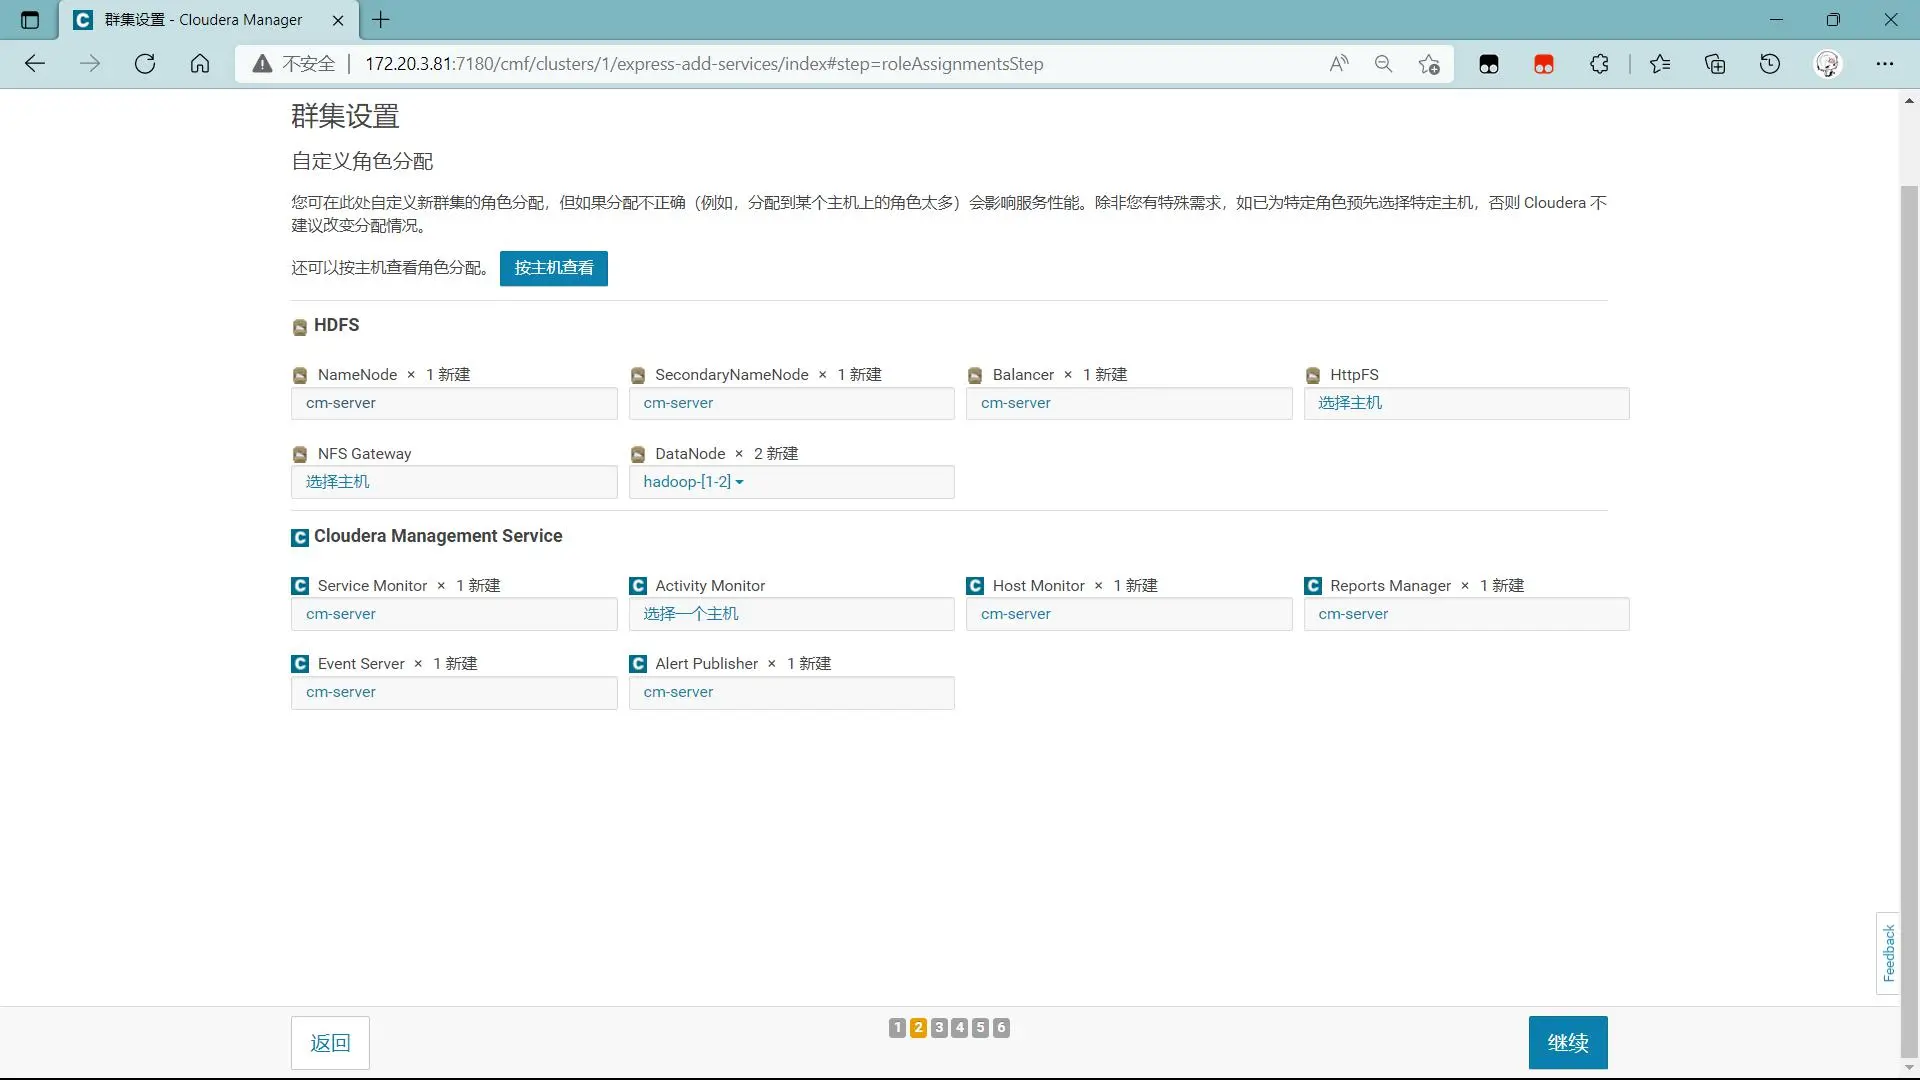 群集设置 - Cloudera Manager
不安全 172.20.3.81:7180/cmf/clusters/1/express-add-services/index#step=roleAssignmentsStep
群集设置
自定义角色分配
您可在此处自定义新群集的角色分配，但如果分配不正确（例如，分配到某个主机上的角色太多）会影响服务性能。除非您有特殊需求，如已为特定角色预先选择特定主机，否则 Cloudera 不
建议改变分配情况。
还可以按主机查看角色分配。 按主机查看
HDFS
NameNode × 1 新建 SecondaryNameNode × 1 新建 Balancer × 1 新建 HttpFS
cm-server cm-server cm-server 选择主机
NFS Gateway DataNode × 2 新建
选择主机 hadoop-[1-2]
C Cloudera Management Service
C Service Monitor × 1 新建 C Activity Monitor C Host Monitor × 1 新建 C Reports Manager × 1 新建
cm-server 选择一个主机 cm-server cm-server
C Event Server × 1 新建 C Alert Publisher × 1 新建
cm-server cm-server
Feedback
返回 1 2 3 4 5 6 继续